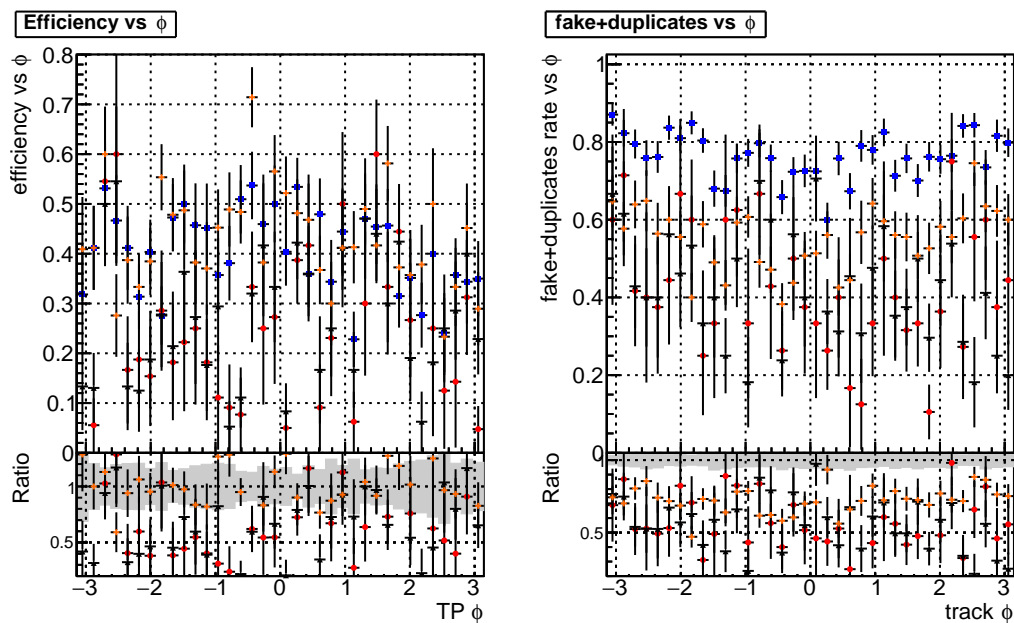 Efficiency vs ϕ
efficiency vs ϕ
0.8
0.7
0.6
0.5
0.4
0.3
0.2
0.1
0
Ratio
1
0.5
−3 −2 −1 0 1 2 3
TP ϕ
fake+duplicates vs ϕ
fake+duplicates rate vs ϕ
1
0.8
0.6
0.4
0.2
0
Ratio
1
0.5
−3 −2 −1 0 1 2 3
track ϕ